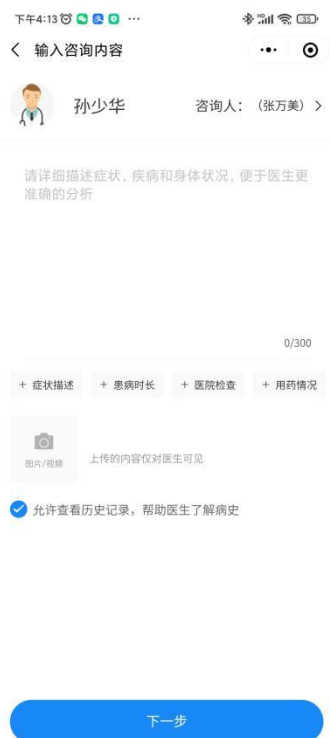 下午4:13 ···
35
输入咨询内容
孙少华 咨询人：（张万美）
请详细描述症状，疾病和身体状况，便于医生更
准确的分析
0/300
+ 症状描述 + 患病时长 + 医院检查 + 用药情况
图片/视频 上传的内容仅对医生可见
允许查看历史记录，帮助医生了解病史
下一步